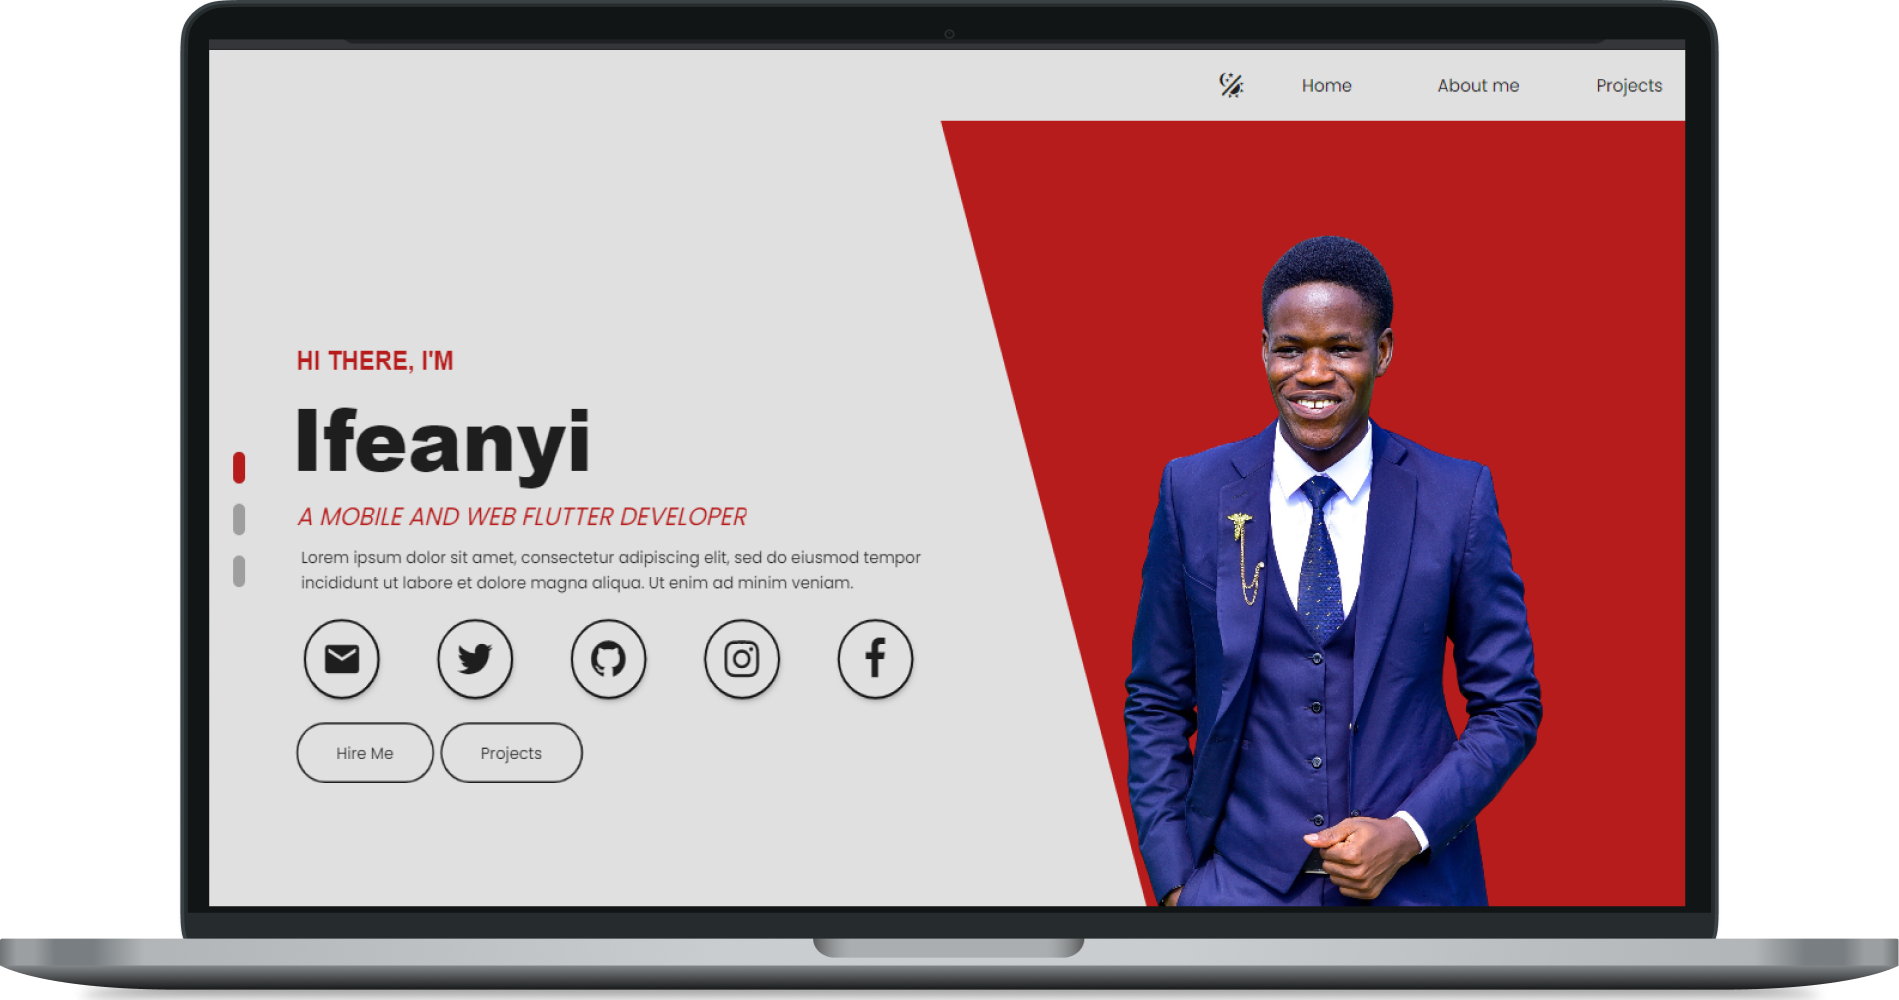 Home
About me
Projects
HI THERE, I'M
Ifeanyi
A MOBILE AND WEB FLUTTER DEVELOPER
Lorem ipsum dolor sit amet, consectetur adipiscing elit, sed do eiusmod tempor
incididunt ut labore et dolore magna aliqua. Ut enim ad minim veniam.
Hire Me
Projects